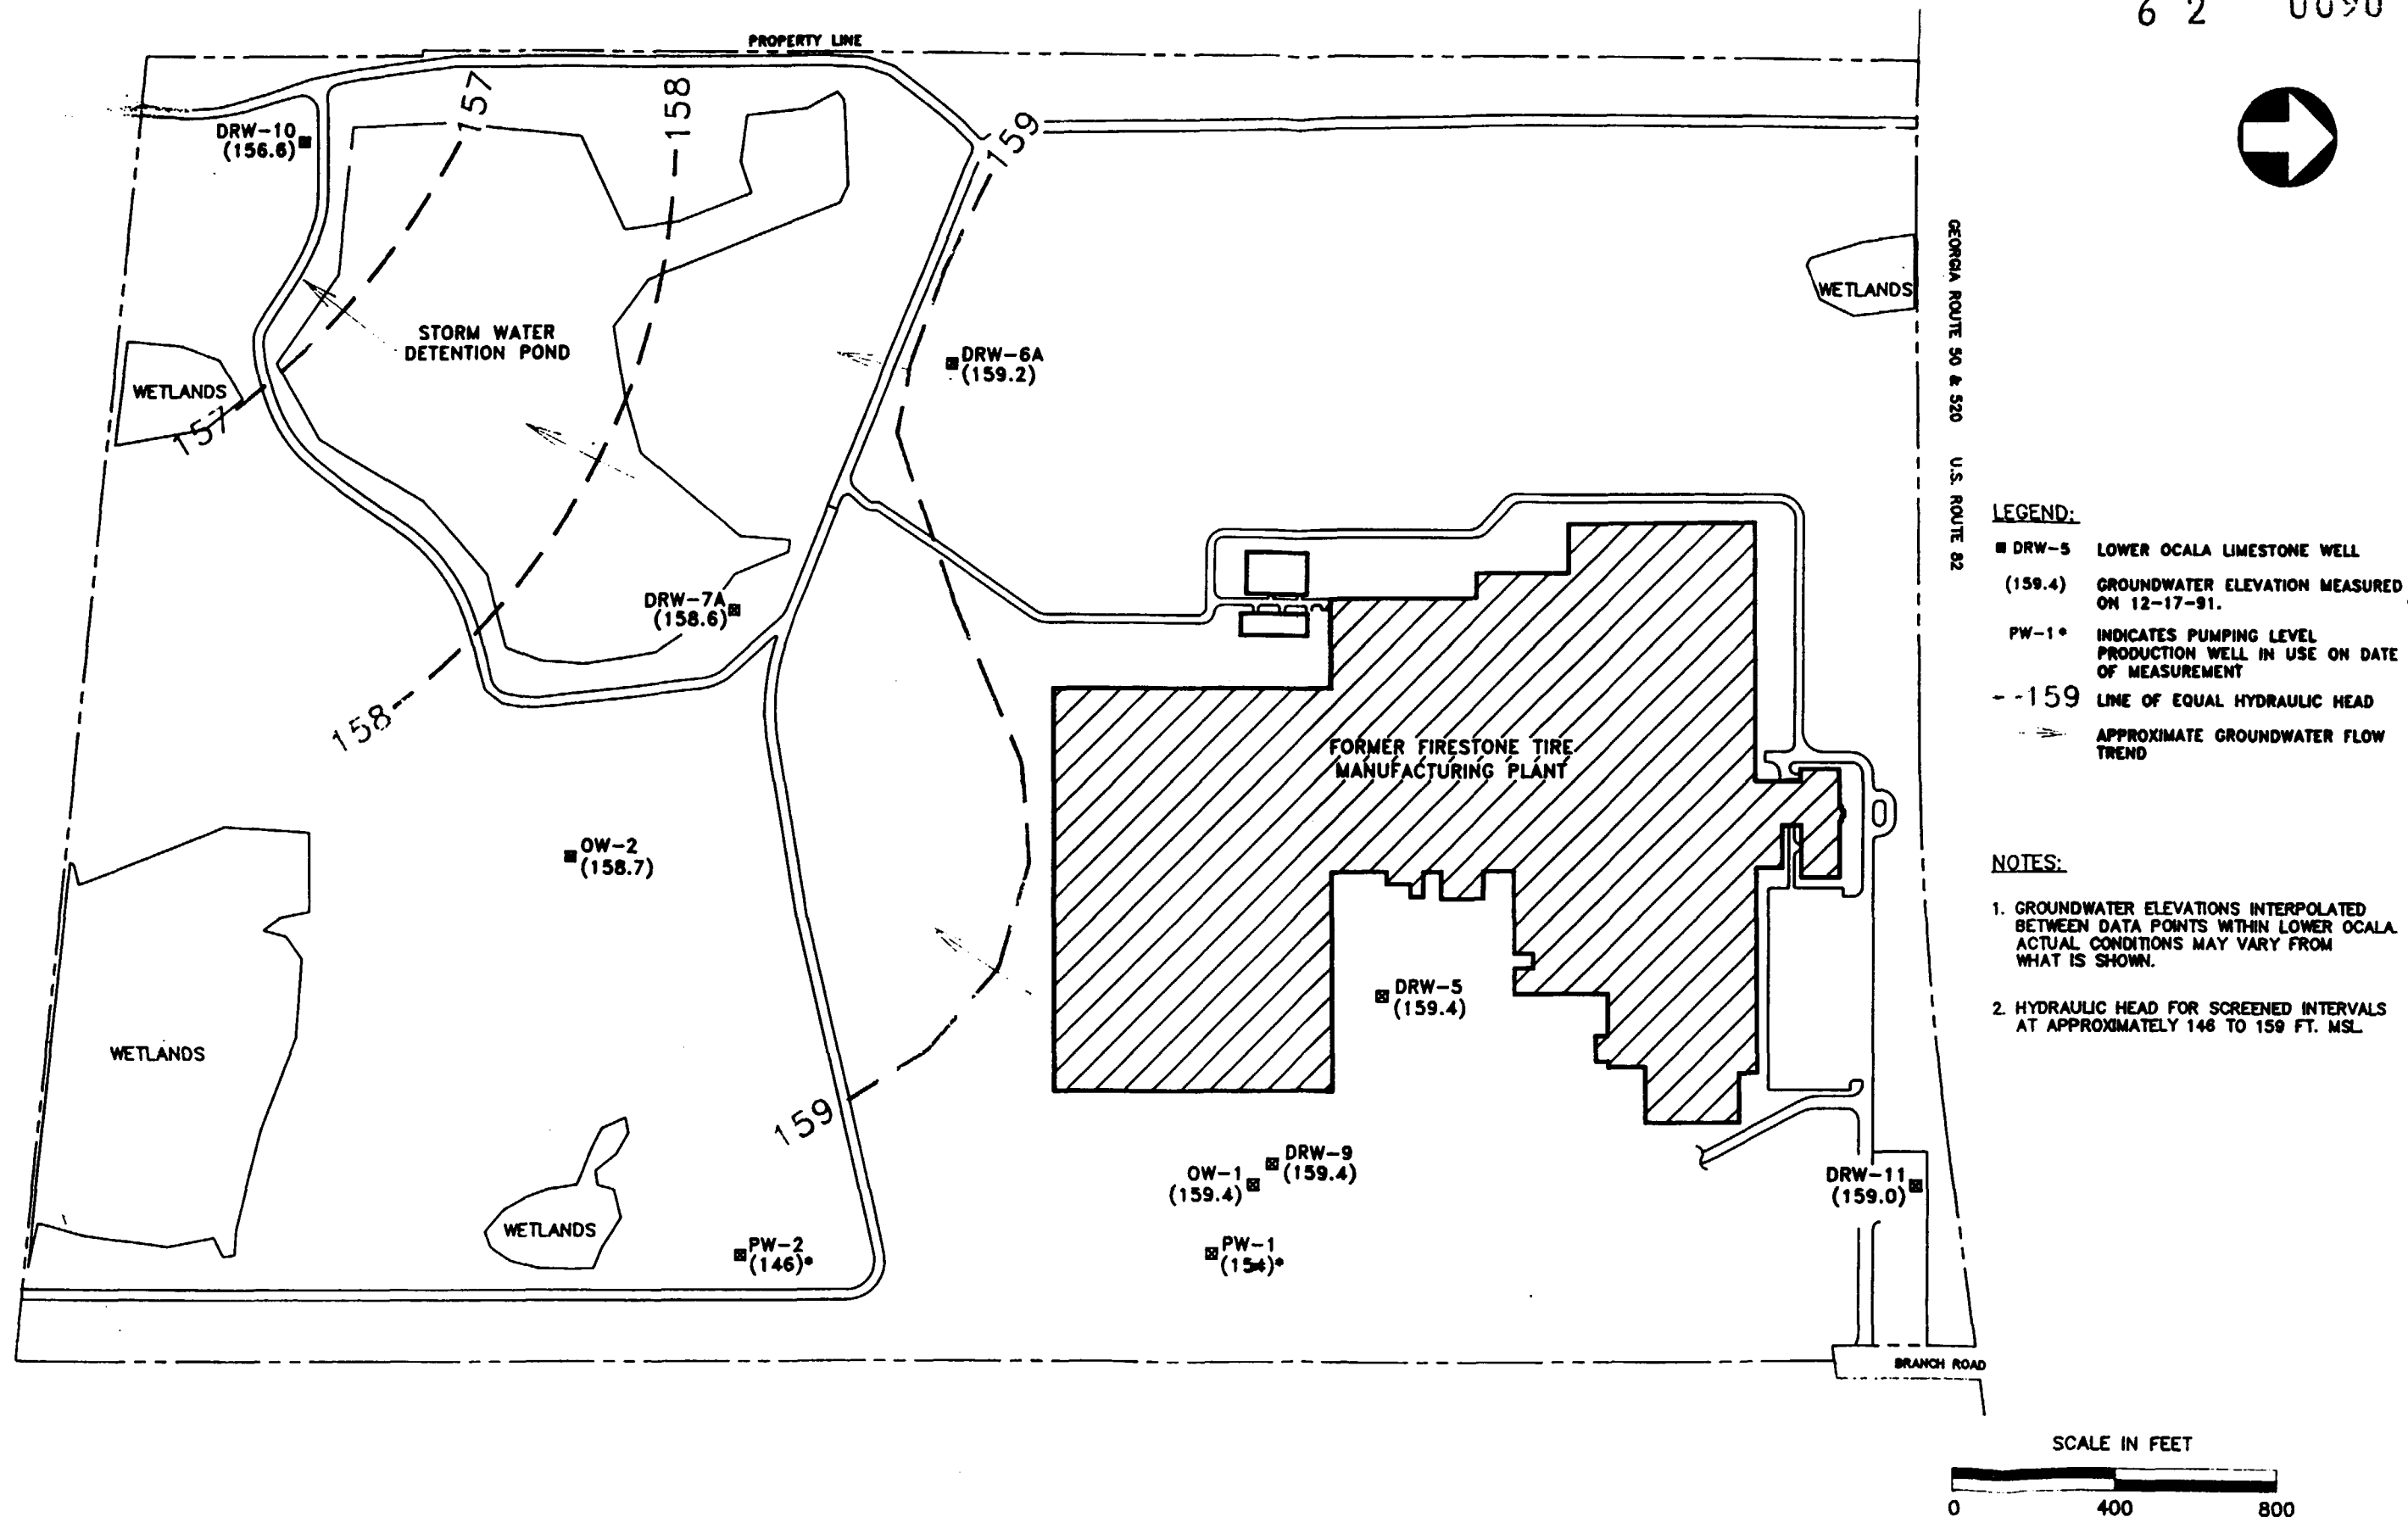 6 2
PROPERTY LINE
157
158
159
DRW-10
(156.6)
GEORGIA ROUTE 50 & 520 U.S. ROUTE 82
WETLANDS
STORM WATER
DETENTION POND
DRW-6A
(159.2)
WETLANDS
157
DRW-7A
(158.6)
158
FORMER FIRESTONE TIRE
MANUFACTURING PLANT
OW-2
(158.7)
DRW-5
(159.4)
WETLANDS
159
DRW-9
(159.4)
OW-1
(159.4)
DRW-11
(159.0)
WETLANDS
PW-2
(146)*
PW-1
(154)*
BRANCH ROAD
LEGEND:
DRW-5 LOWER OCALA LIMESTONE WELL
(159.4) GROUNDWATER ELEVATION MEASURED
ON 12-17-91.
PW-1* INDICATES PUMPING LEVEL
PRODUCTION WELL IN USE ON DATE
OF MEASUREMENT
- -159 LINE OF EQUAL HYDRAULIC HEAD
APPROXIMATE GROUNDWATER FLOW
TREND
NOTES:
1. GROUNDWATER ELEVATIONS INTERPOLATED
BETWEEN DATA POINTS WITHIN LOWER OCALA.
ACTUAL CONDITIONS MAY VARY FROM
WHAT IS SHOWN.
2. HYDRAULIC HEAD FOR SCREENED INTERVALS
AT APPROXIMATELY 146 TO 159 FT. MSL.
SCALE IN FEET
0 400 800